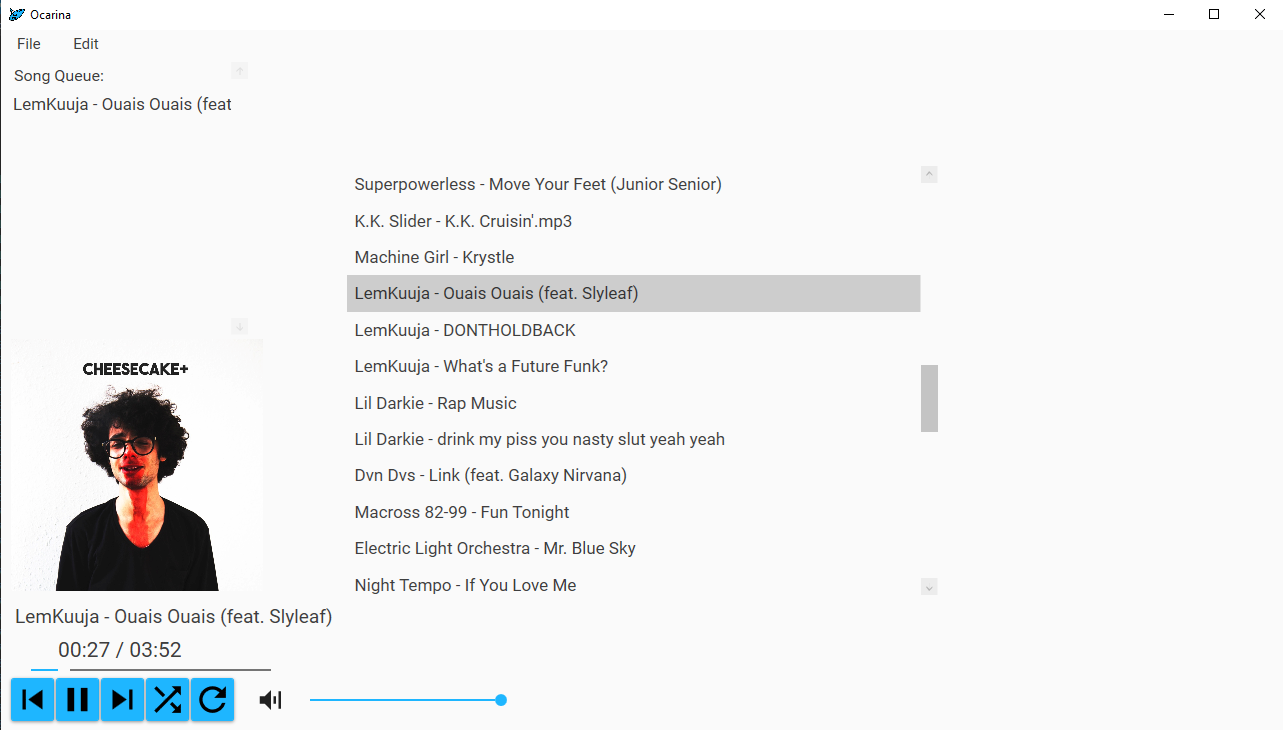 Ocarina
File Edit
Song Queue:
LemKuuja - Ouais Ouais (feat
Superpowerless - Move Your Feet (Junior Senior)
K.K. Slider - K.K. Cruisin'.mp3
Machine Girl - Krystle
LemKuuja - Ouais Ouais (feat. Slyleaf)
LemKuuja - DONTHOLDBACK
LemKuuja - What's a Future Funk?
Lil Darkie - Rap Music
Lil Darkie - drink my piss you nasty slut yeah yeah
Dvn Dvs - Link (feat. Galaxy Nirvana)
Macross 82-99 - Fun Tonight
Electric Light Orchestra - Mr. Blue Sky
Night Tempo - If You Love Me
CHEESECAKE+
LemKuuja - Ouais Ouais (feat. Slyleaf)
00:27 / 03:52